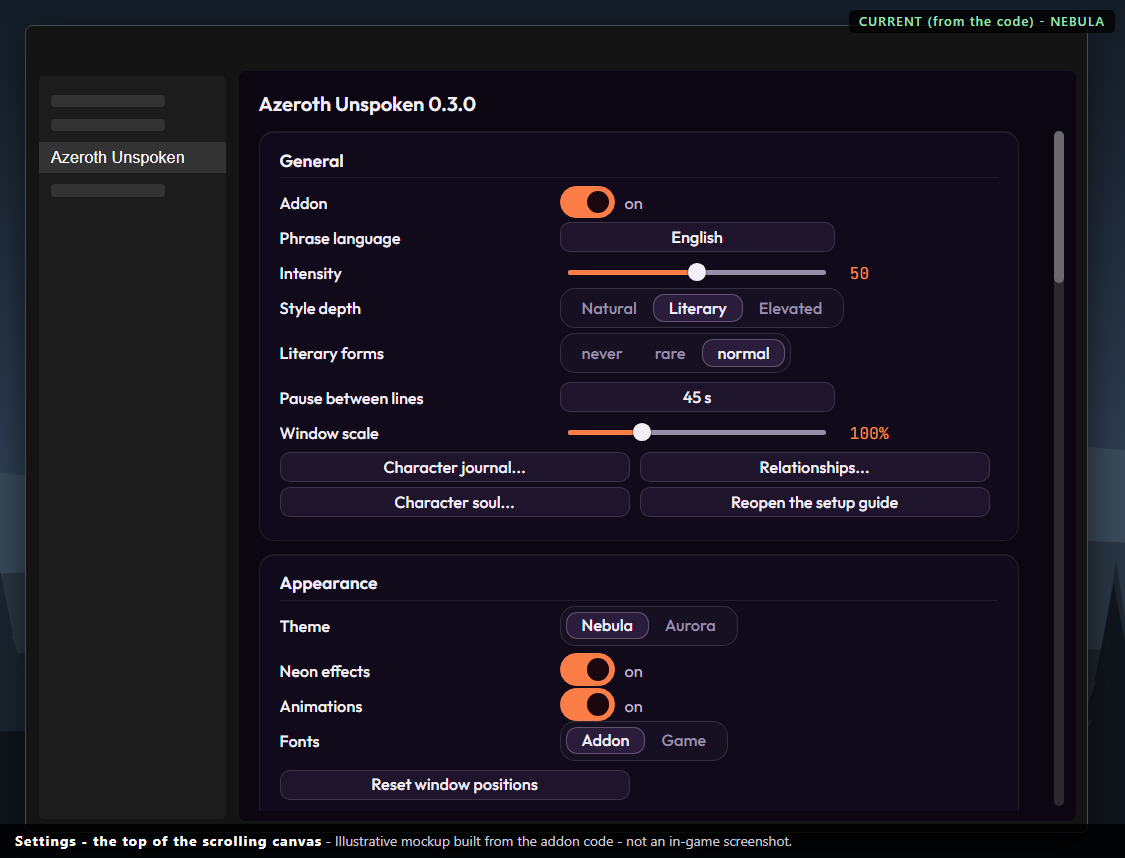 CURRENT (from the code) - NEBULA
Azeroth Unspoken
Azeroth Unspoken 0.3.0
General
Addon on
Phrase language English
Intensity 50
Style depth Natural Literary Elevated
Literary forms never rare normal
Pause between lines 45 s
Window scale 100%
Character journal... Relationships...
Character soul... Reopen the setup guide
Appearance
Theme Nebula Aurora
Neon effects on
Animations on
Fonts Addon Game
Reset window positions
Settings - the top of the scrolling canvas - Illustrative mockup built from the addon code - not an in-game screenshot.